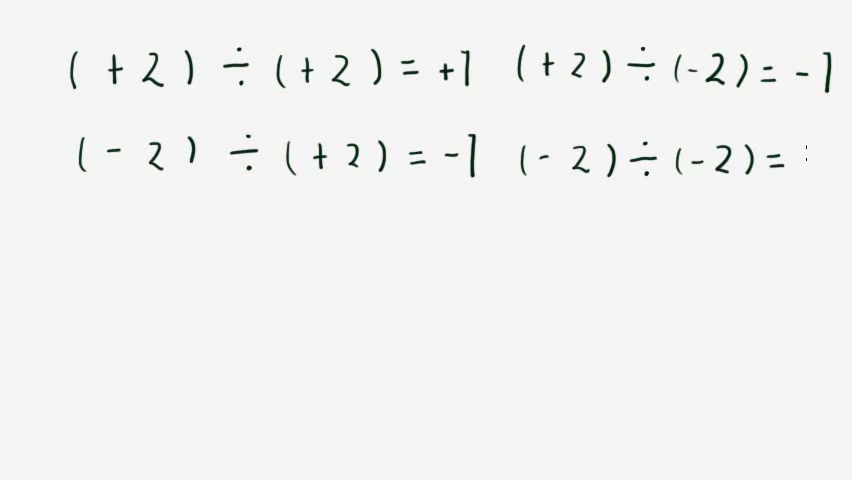 ( + 2 ) ÷ ( + 2 ) = +1 ( + 2 ) ÷ ( - 2 ) = - 1
( - 2 ) ÷ ( + 2 ) = - 1 ( - 2 ) ÷ ( - 2 ) =